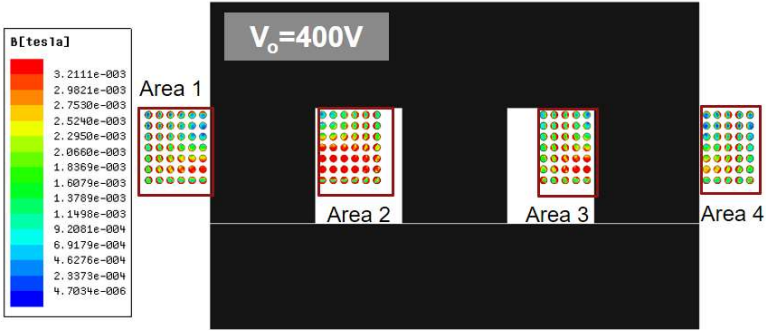 Vo=400V
B[tesla]
3.2111e-003
2.9821e-003
2.7530e-003
2.5240e-003
2.2950e-003
2.0660e-003
1.8369e-003
1.6079e-003
1.3789e-003
1.1498e-003
9.2081e-004
6.9179e-004
4.6276e-004
2.3373e-004
4.7034e-006
Area 1
Area 2
Area 3
Area 4